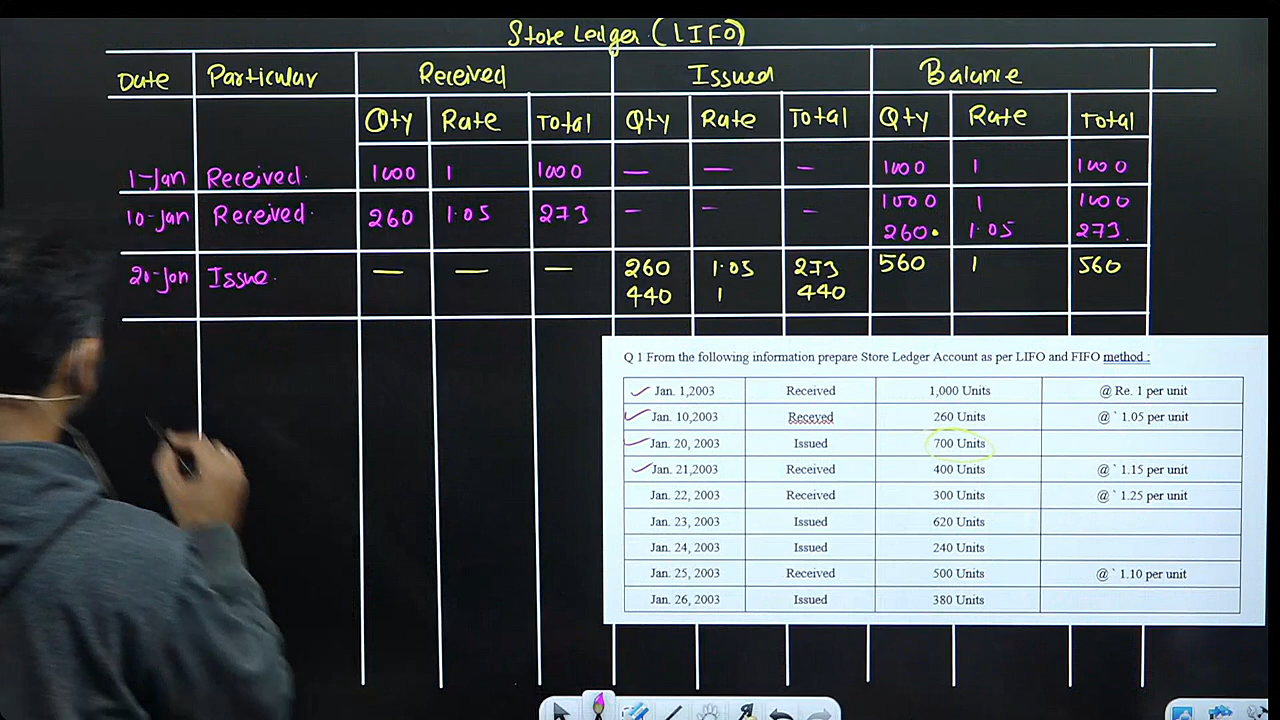 Store Ledger (LIFO)
Date Particular Received Issued Balance
Qty Rate Total Qty Rate Total Qty Rate Total
1-Jan Received. 1000 1 1000 — — — 1000 1 1000
10-Jan Received. 260 1.05 273 — — — 1000 1 1000
260 1.05 273
20-Jan Issue. — — — 260 1.05 273 560 1 560
440 1 440
Q 1 From the following information prepare Store Ledger Account as per LIFO and FIFO method :
Jan. 1,2003 Received 1,000 Units @ Re. 1 per unit
Jan. 10,2003 Receved 260 Units @ ` 1.05 per unit
Jan. 20, 2003 Issued 700 Units
Jan. 21,2003 Received 400 Units @ ` 1.15 per unit
Jan. 22, 2003 Received 300 Units @ ` 1.25 per unit
Jan. 23, 2003 Issued 620 Units
Jan. 24, 2003 Issued 240 Units
Jan. 25, 2003 Received 500 Units @ ` 1.10 per unit
Jan. 26, 2003 Issued 380 Units